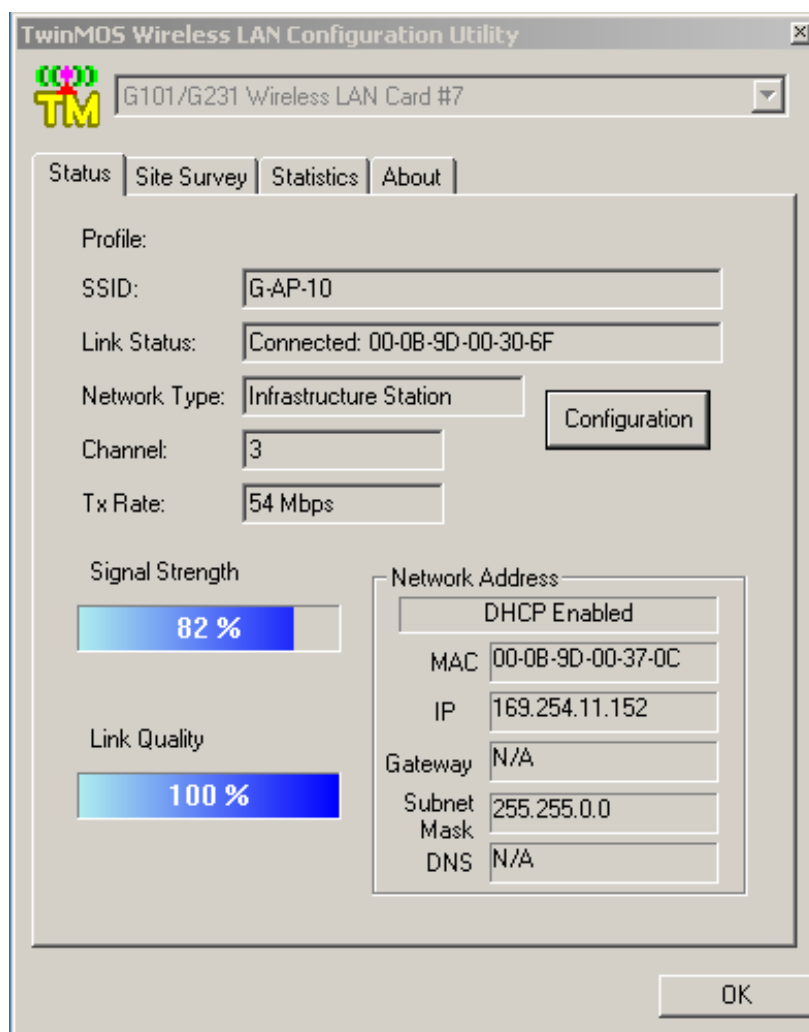 TwinMOS Wireless LAN Configuration Utility
TM
G101/G231 Wireless LAN Card #7
Status Site Survey Statistics About
Profile:
SSID: G-AP-10
Link Status: Connected: 00-0B-9D-00-30-6F
Network Type: Infrastructure Station
Configuration
Channel: 3
Tx Rate: 54 Mbps
Signal Strength
82 %
Link Quality
100 %
Network Address
DHCP Enabled
MAC 00-0B-9D-00-37-0C
IP 169.254.11.152
Gateway N/A
Subnet
Mask 255.255.0.0
DNS N/A
OK